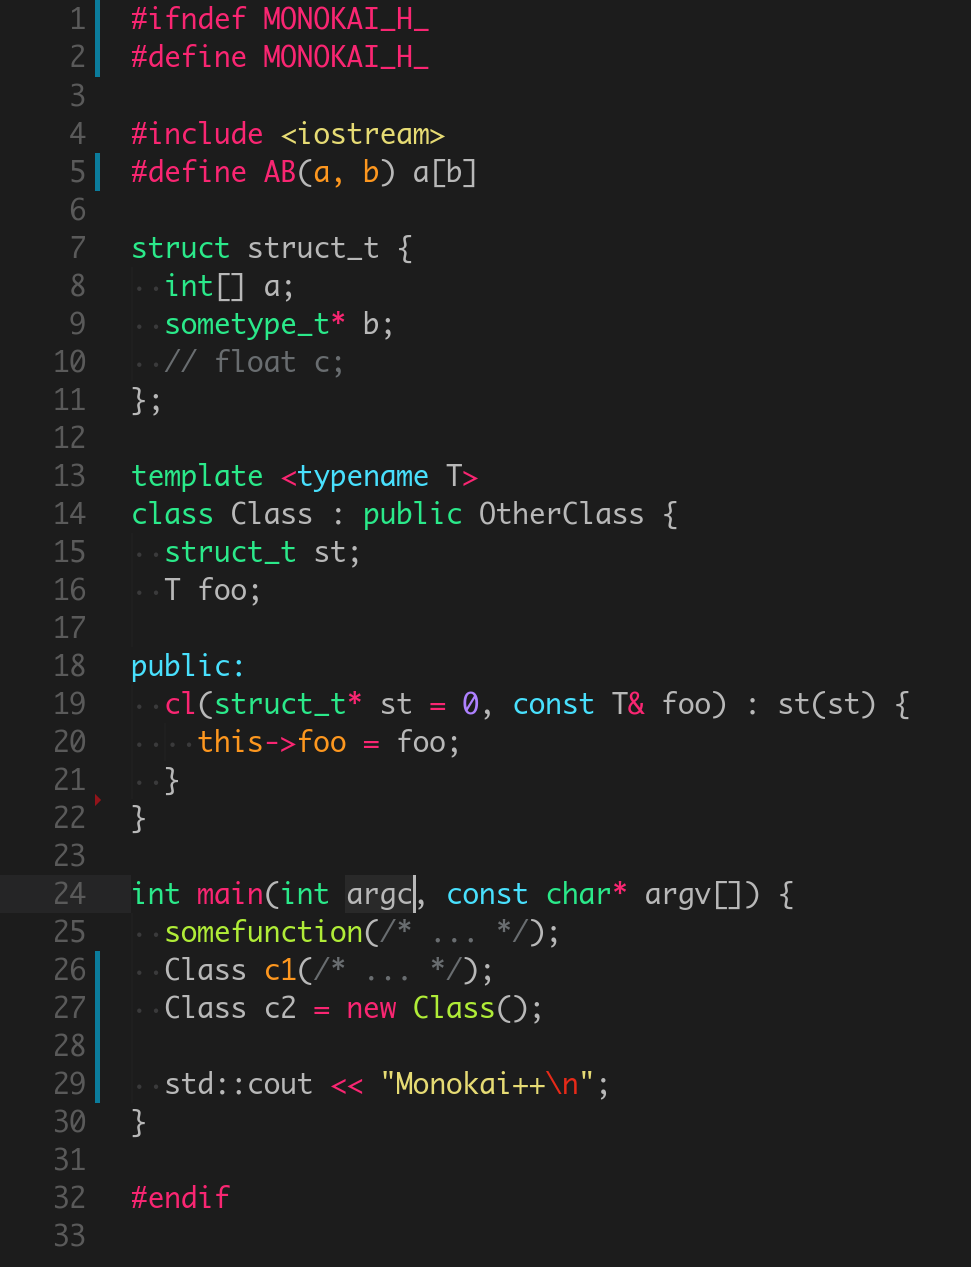 1 #ifndef MONOKAI_H_
2 #define MONOKAI_H_
3
4 #include <iostream>
5 #define AB(a, b) a[b]
6
7 struct struct_t {
8   int[] a;
9   sometype_t* b;
10   // float c;
11 };
12
13 template <typename T>
14 class Class : public OtherClass {
15   struct_t st;
16   T foo;
17
18 public:
19   cl(struct_t* st = 0, const T& foo) : st(st) {
20     this->foo = foo;
21   }
22 }
23
24 int main(int argc, const char* argv[]) {
25   somefunction(/* ... */);
26   Class c1(/* ... */);
27   Class c2 = new Class();
28
29   std::cout << "Monokai++\n";
30 }
31
32 #endif
33